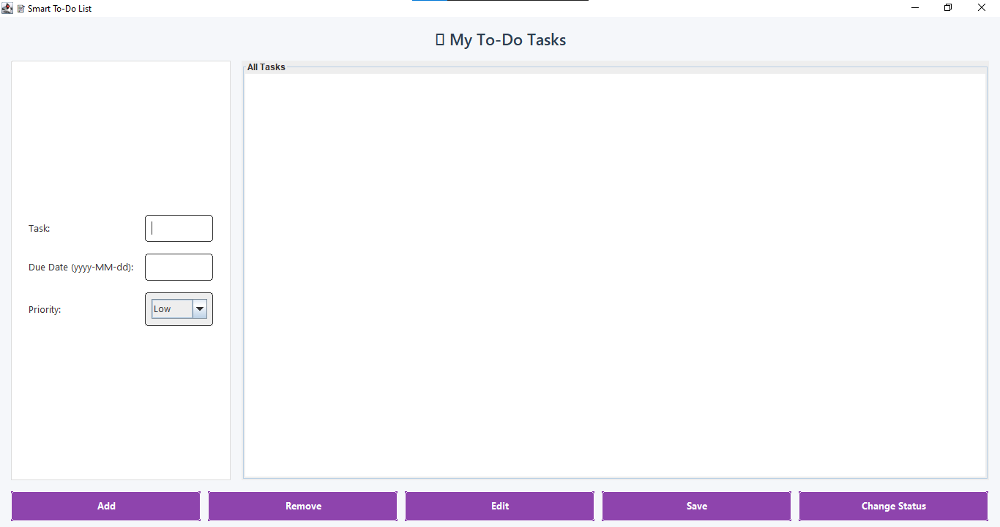 Smart To-Do List
My To-Do Tasks
All Tasks
Task:
Due Date (yyyy-MM-dd):
Priority:
Low
Add
Remove
Edit
Save
Change Status